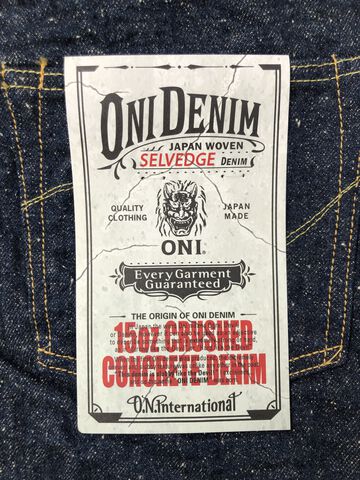 ONI DENIM
JAPAN WOVEN
SELVEDGE DENIM
QUALITY CLOTHING
JAPAN MADE
ONI®
Every Garment
Guaranteed
THE ORIGIN OF ONI DENIM
15oz CRUSHED
CONCRETE DENIM
O.N.International